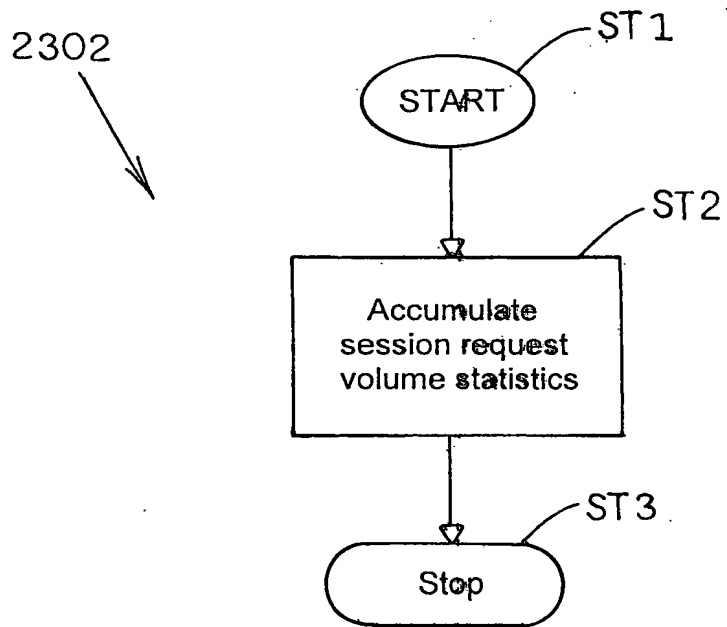 2302
ST1
START
ST2
Accumulate
session request
volume statistics
ST3
Stop